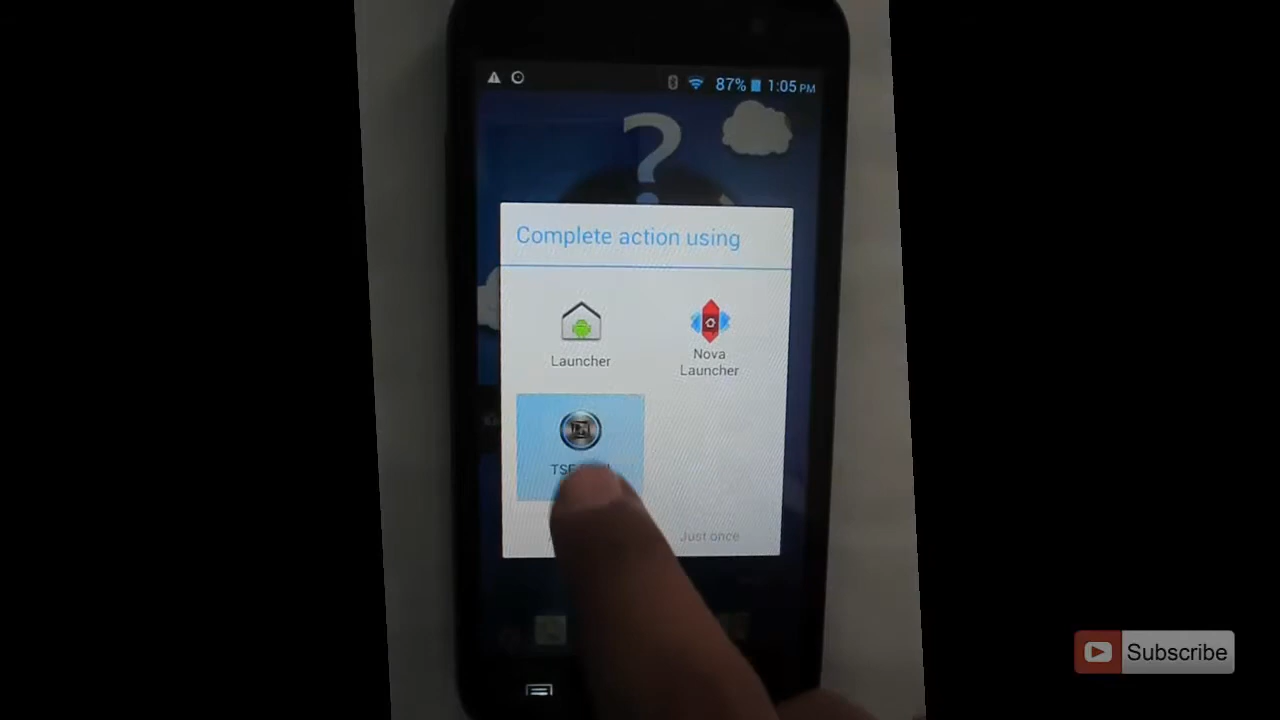 87% 1:05 PM
?
Complete action using
Launcher
Nova
Launcher
Just once
Subscribe